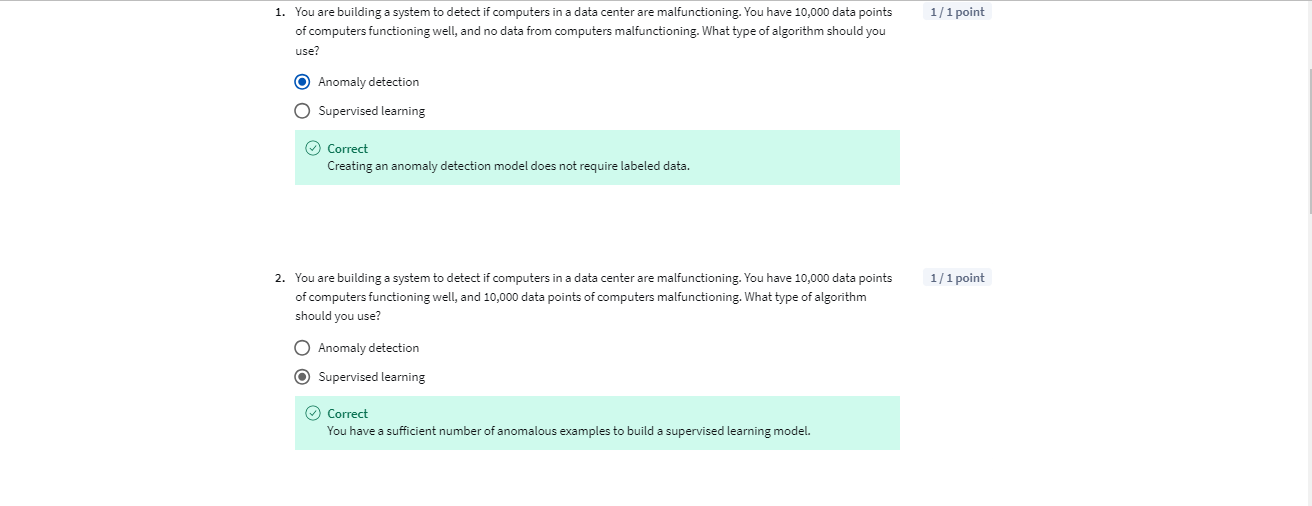 1. You are building a system to detect if computers in a data center are malfunctioning. You have 10,000 data points
1 / 1 point
of computers functioning well, and no data from computers malfunctioning. What type of algorithm should you
use?
Anomaly detection
Supervised learning
Correct
Creating an anomaly detection model does not require labeled data.
2. You are building a system to detect if computers in a data center are malfunctioning. You have 10,000 data points
1 / 1 point
of computers functioning well, and 10,000 data points of computers malfunctioning. What type of algorithm
should you use?
Anomaly detection
Supervised learning
Correct
You have a sufficient number of anomalous examples to build a supervised learning model.